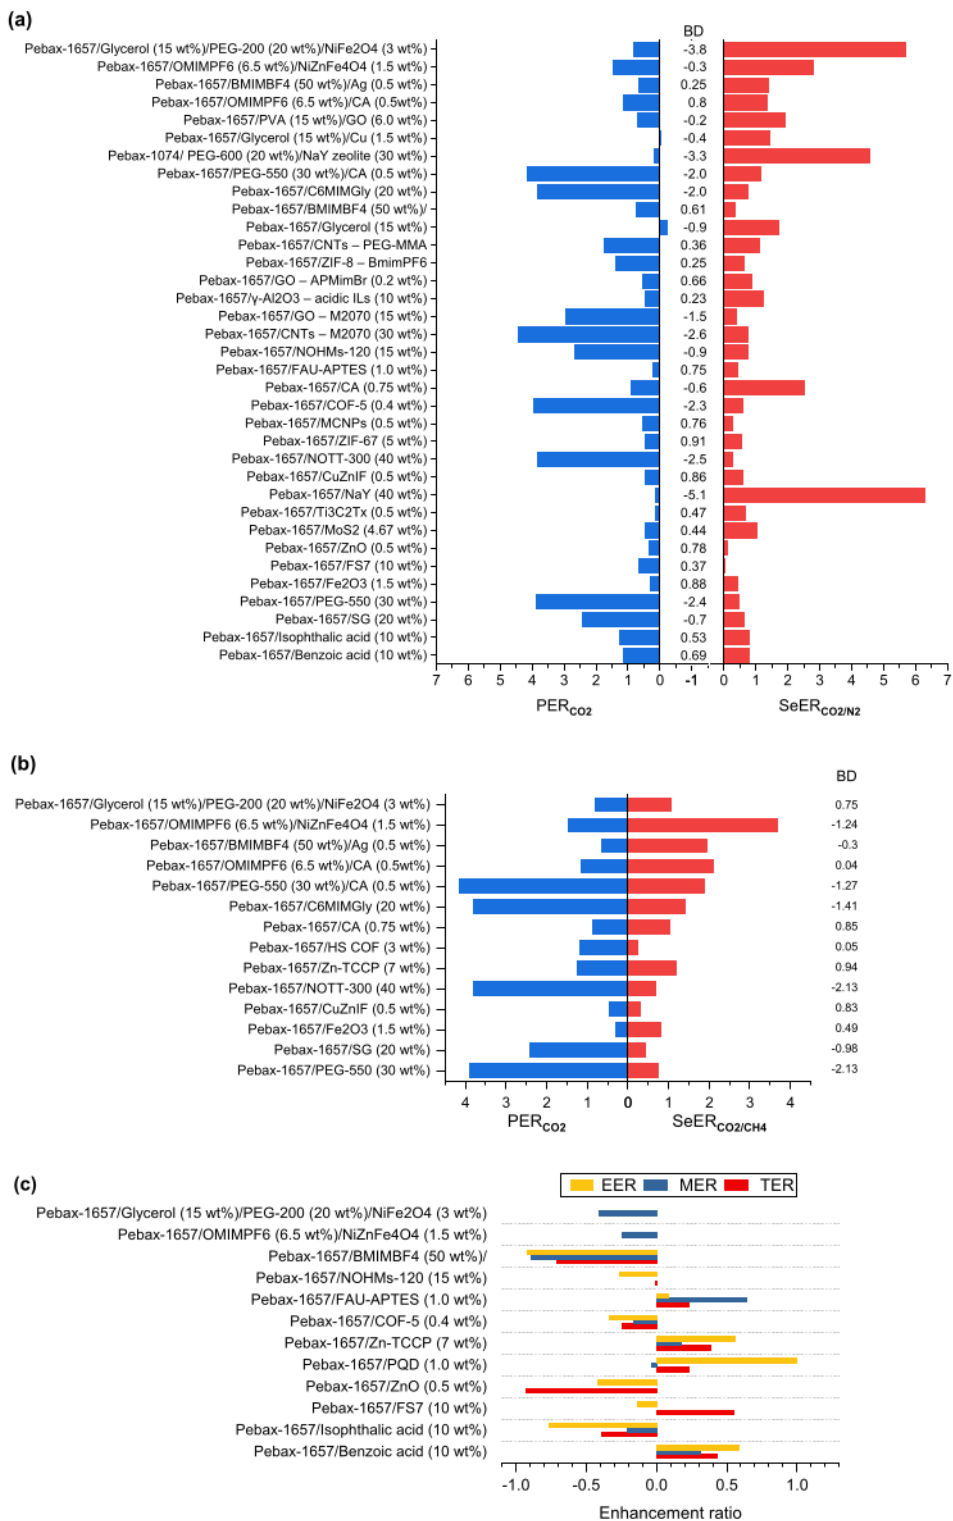 (a)
BD
Pebax-1657/Glycerol (15 wt%)/PEG-200 (20 wt%)/NiFe2O4 (3 wt%) -3.8
Pebax-1657/OMIMPF6 (6.5 wt%)/NiZnFe4O4 (1.5 wt%) -0.3
Pebax-1657/BMIMBF4 (50 wt%)/Ag (0.5 wt%) 0.25
Pebax-1657/OMIMPF6 (6.5 wt%)/CA (0.5wt%) 0.8
Pebax-1657/PVA (15 wt%)/GO (6.0 wt%) -0.2
Pebax-1657/Glycerol (15 wt%)/Cu (1.5 wt%) -0.4
Pebax-1074/ PEG-600 (20 wt%)/NaY zeolite (30 wt%) -3.3
Pebax-1657/PEG-550 (30 wt%)/CA (0.5 wt%) -2.0
Pebax-1657/C6MIMGly (20 wt%) -2.0
Pebax-1657/BMIMBF4 (50 wt%)/ 0.61
Pebax-1657/Glycerol (15 wt%) -0.9
Pebax-1657/CNTs – PEG-MMA 0.36
Pebax-1657/ZIF-8 – BmimPF6 0.25
Pebax-1657/GO – APMimBr (0.2 wt%) 0.66
Pebax-1657/γ-Al2O3 – acidic ILs (10 wt%) 0.23
Pebax-1657/GO – M2070 (15 wt%) -1.5
Pebax-1657/CNTs – M2070 (30 wt%) -2.6
Pebax-1657/NOHMs-120 (15 wt%) -0.9
Pebax-1657/FAU-APTES (1.0 wt%) 0.75
Pebax-1657/CA (0.75 wt%) -0.6
Pebax-1657/COF-5 (0.4 wt%) -2.3
Pebax-1657/MCNPs (0.5 wt%) 0.76
Pebax-1657/ZIF-67 (5 wt%) 0.91
Pebax-1657/NOTT-300 (40 wt%) -2.5
Pebax-1657/CuZnIF (0.5 wt%) 0.86
Pebax-1657/NaY (40 wt%) -5.1
Pebax-1657/Ti3C2Tx (0.5 wt%) 0.47
Pebax-1657/MoS2 (4.67 wt%) 0.44
Pebax-1657/ZnO (0.5 wt%) 0.78
Pebax-1657/FS7 (10 wt%) 0.37
Pebax-1657/Fe2O3 (1.5 wt%) 0.88
Pebax-1657/PEG-550 (30 wt%) -2.4
Pebax-1657/SG (20 wt%) -0.7
Pebax-1657/Isophthalic acid (10 wt%) 0.53
Pebax-1657/Benzoic acid (10 wt%) 0.69
7 6 5 4 3 2 1 0 -1 0 1 2 3 4 5 6 7
PERCO2 SeERCO2/N2
(b)
BD
Pebax-1657/Glycerol (15 wt%)/PEG-200 (20 wt%)/NiFe2O4 (3 wt%) 0.75
Pebax-1657/OMIMPF6 (6.5 wt%)/NiZnFe4O4 (1.5 wt%) -1.24
Pebax-1657/BMIMBF4 (50 wt%)/Ag (0.5 wt%) -0.3
Pebax-1657/OMIMPF6 (6.5 wt%)/CA (0.5wt%) 0.04
Pebax-1657/PEG-550 (30 wt%)/CA (0.5 wt%) -1.27
Pebax-1657/C6MIMGly (20 wt%) -1.41
Pebax-1657/CA (0.75 wt%) 0.85
Pebax-1657/HS COF (3 wt%) 0.05
Pebax-1657/Zn-TCCP (7 wt%) 0.94
Pebax-1657/NOTT-300 (40 wt%) -2.13
Pebax-1657/CuZnIF (0.5 wt%) 0.83
Pebax-1657/Fe2O3 (1.5 wt%) 0.49
Pebax-1657/SG (20 wt%) -0.98
Pebax-1657/PEG-550 (30 wt%) -2.13
4 3 2 1 0 1 2 3 4
PERCO2 SeERCO2/CH4
(c)
EER MER TER
Pebax-1657/Glycerol (15 wt%)/PEG-200 (20 wt%)/NiFe2O4 (3 wt%)
Pebax-1657/OMIMPF6 (6.5 wt%)/NiZnFe4O4 (1.5 wt%)
Pebax-1657/BMIMBF4 (50 wt%)/
Pebax-1657/NOHMs-120 (15 wt%)
Pebax-1657/FAU-APTES (1.0 wt%)
Pebax-1657/COF-5 (0.4 wt%)
Pebax-1657/Zn-TCCP (7 wt%)
Pebax-1657/PQD (1.0 wt%)
Pebax-1657/ZnO (0.5 wt%)
Pebax-1657/FS7 (10 wt%)
Pebax-1657/Isophthalic acid (10 wt%)
Pebax-1657/Benzoic acid (10 wt%)
-1.0 -0.5 0.0 0.5 1.0
Enhancement ratio